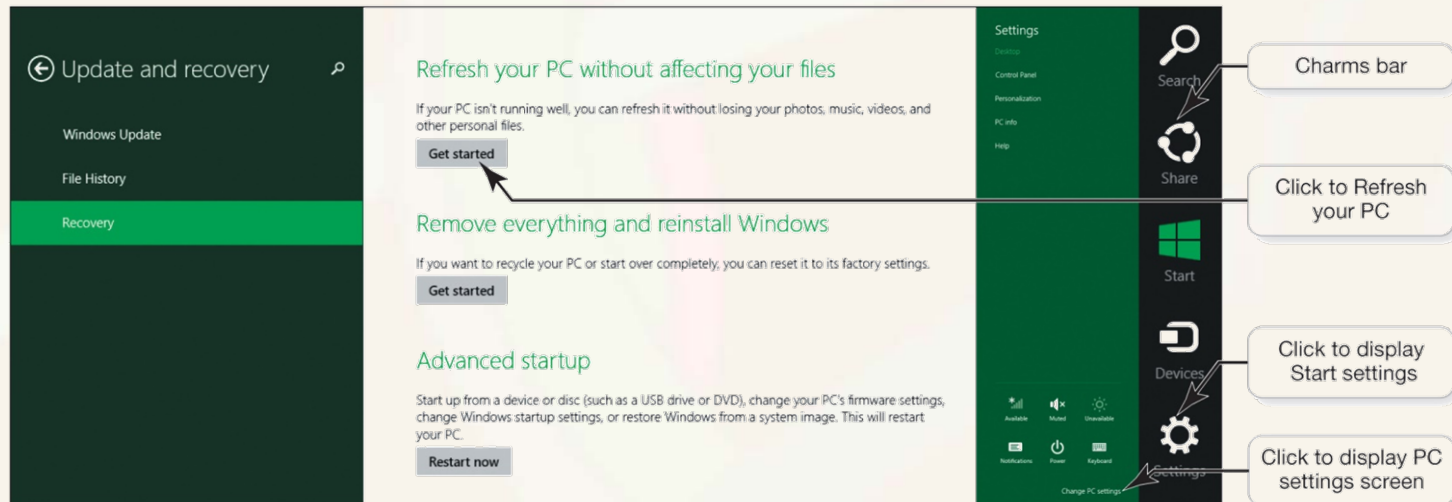 Update and recovery
Windows Update
File History
Recovery
Refresh your PC without affecting your files
If your PC isn't running well, you can refresh it without losing your photos, music, videos, and
other personal files.
Get started
Remove everything and reinstall Windows
If you want to recycle your PC or start over completely, you can reset it to its factory settings.
Get started
Advanced startup
Start up from a device or disc (such as a USB drive or DVD), change your PC's firmware settings,
change Windows startup settings, or restore Windows from a system image. This will restart
your PC.
Restart now
Settings
Desktop
Control Panel
Personalization
PC info
Help
Available
Muted
Unavailable
Notifications
Power
Keyboard
Change PC settings
Search
Share
Start
Devices
Settings
Charms bar
Click to Refresh
your PC
Click to display
Start settings
Click to display PC
settings screen